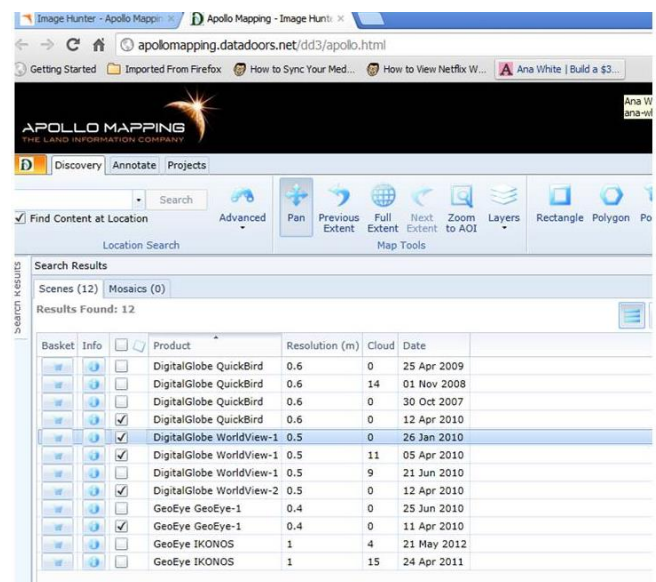 Image Hunter - Apollo Mappin
Apollo Mapping - Image Hunt
apollomapping.datadoors.net/dd3/apollo.html
Getting Started Imported From Firefox How to Sync Your Med... How to View Netflix W... Ana White | Build a $3...
Ana W
ana-wh
APOLLO MAPPING
THE LAND INFORMATION COMPANY
D Discovery Annotate Projects
Search
Find Content at Location
Advanced
Location Search
Pan Previous Extent Full Extent Next Extent Zoom to AOI Layers
Map Tools
Rectangle Polygon Po
Search Results
Search Results
Scenes (12) Mosaics (0)
Results Found: 12
Basket Info Product Resolution (m) Cloud Date
DigitalGlobe QuickBird 0.6 0 25 Apr 2009
DigitalGlobe QuickBird 0.6 14 01 Nov 2008
DigitalGlobe QuickBird 0.6 0 30 Oct 2007
DigitalGlobe QuickBird 0.6 0 12 Apr 2010
DigitalGlobe WorldView-1 0.5 0 26 Jan 2010
DigitalGlobe WorldView-1 0.5 11 05 Apr 2010
DigitalGlobe WorldView-1 0.5 9 21 Jun 2010
DigitalGlobe WorldView-2 0.5 0 12 Apr 2010
GeoEye GeoEye-1 0.4 0 25 Jun 2010
GeoEye GeoEye-1 0.4 0 11 Apr 2010
GeoEye IKONOS 1 4 21 May 2012
GeoEye IKONOS 1 15 24 Apr 2011